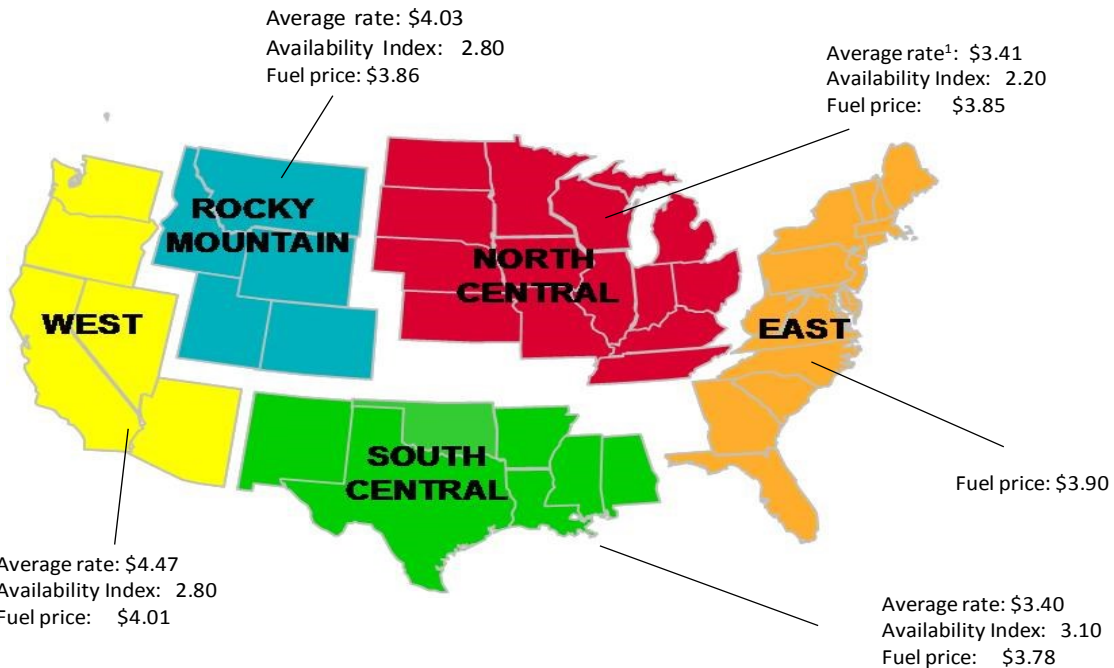 Average rate: $4.03
Availability Index: 2.80
Fuel price: $3.86
Average rate¹: $3.41
Availability Index: 2.20
Fuel price: $3.85
ROCKY
MOUNTAIN
NORTH
CENTRAL
WEST
EAST
SOUTH
CENTRAL
Fuel price: $3.90
Average rate: $4.47
Availability Index: 2.80
Fuel price: $4.01
Average rate: $3.40
Availability Index: 3.10
Fuel price: $3.78